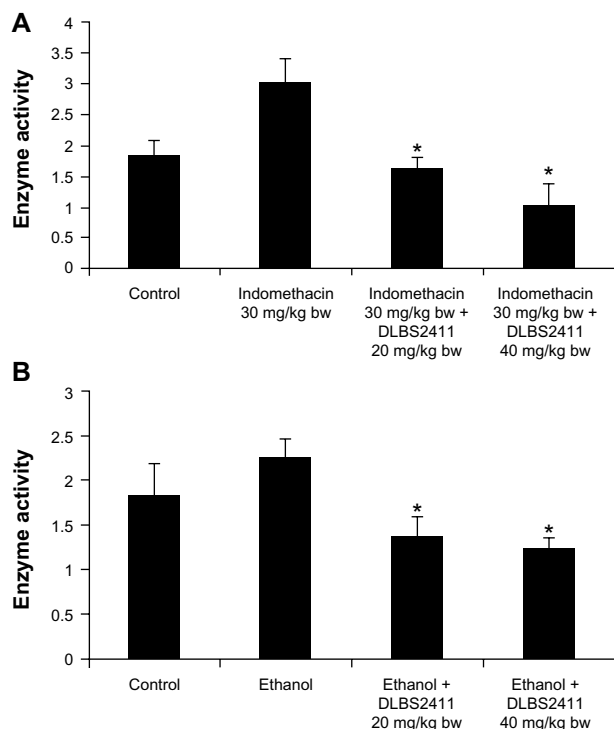 A
Enzyme activity
4
3.5
3
2.5
2
1.5
1
0.5
0
*
*
Control
Indomethacin
30 mg/kg bw
Indomethacin
30 mg/kg bw +
DLBS2411
20 mg/kg bw
Indomethacin
30 mg/kg bw +
DLBS2411
40 mg/kg bw
B
Enzyme activity
3
2.5
2
1.5
1
0.5
0
*
*
Control
Ethanol
Ethanol +
DLBS2411
20 mg/kg bw
Ethanol +
DLBS2411
40 mg/kg bw